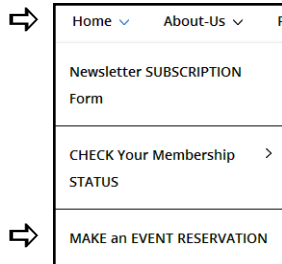 Home About-Us
Newsletter SUBSCRIPTION
Form
CHECK Your Membership
STATUS
MAKE an EVENT RESERVATION